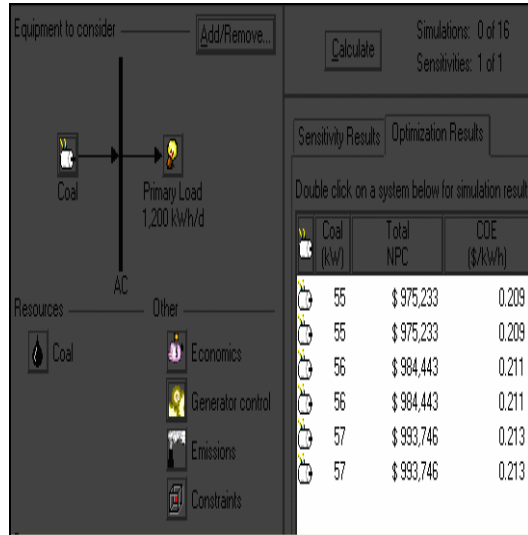 Equipment to consider
Add/Remove...
Coal
Primary Load
1,200 kWh/d
AC
Resources
Other
Coal
Economics
Generator control
Emissions
Constraints
Calculate
Simulations: 0 of 16
Sensitivities: 1 of 1
Sensitivity Results
Optimization Results
Double click on a system below for simulation result
Coal (kW) Total NPC COE ($/kWh)
55 $ 975,233 0.209
55 $ 975,233 0.209
56 $ 984,443 0.211
56 $ 984,443 0.211
57 $ 993,746 0.213
57 $ 993,746 0.213